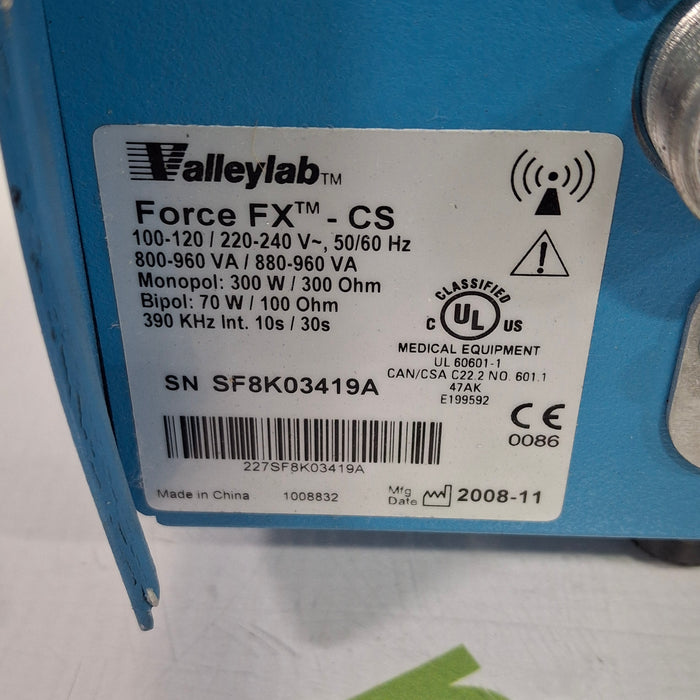 Valleylab™
Force FX™ - CS
100-120 / 220-240 V~, 50/60 Hz
800-960 VA / 880-960 VA
Monopol: 300 W / 300 Ohm
Bipol: 70 W / 100 Ohm
390 KHz Int. 10s / 30s
CLASSIFIED
C UL US
MEDICAL EQUIPMENT
UL 60601-1
CAN/CSA C22.2 NO. 601.1
47AK
E199592
SN SF8K03419A
CE
0086
227SF8K03419A
Made in China 1008832 Mfg Date 2008-11